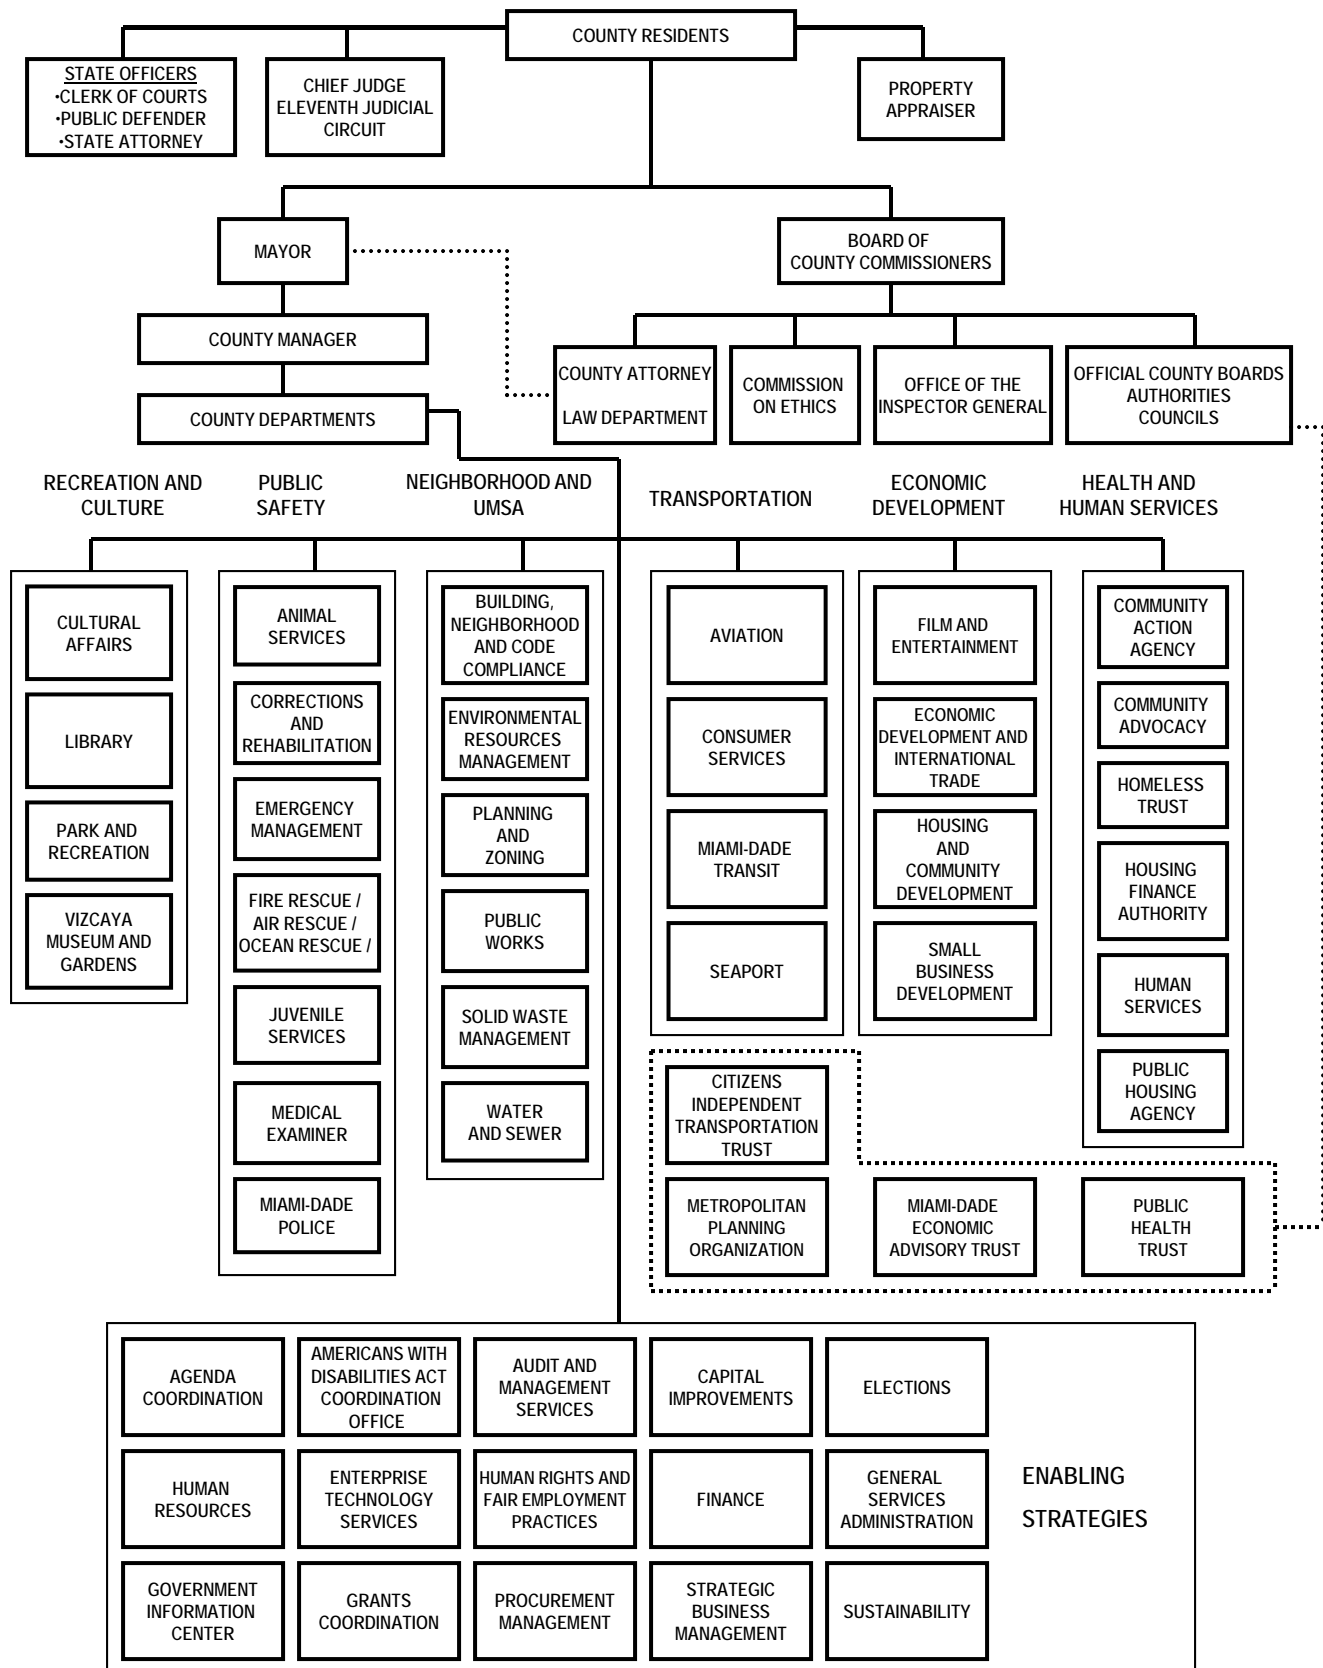 COUNTY RESIDENTS
STATE OFFICERS
•CLERK OF COURTS
•PUBLIC DEFENDER
•STATE ATTORNEY
CHIEF JUDGE
ELEVENTH JUDICIAL
CIRCUIT
PROPERTY
APPRAISER
MAYOR
BOARD OF
COUNTY COMMISSIONERS
COUNTY MANAGER
COUNTY DEPARTMENTS
COUNTY ATTORNEY
LAW DEPARTMENT
COMMISSION
ON ETHICS
OFFICE OF THE
INSPECTOR GENERAL
OFFICIAL COUNTY BOARDS
AUTHORITIES
COUNCILS
RECREATION AND
CULTURE
PUBLIC
SAFETY
NEIGHBORHOOD AND
UMSA
TRANSPORTATION
ECONOMIC
DEVELOPMENT
HEALTH AND
HUMAN SERVICES
CULTURAL
AFFAIRS
LIBRARY
PARK AND
RECREATION
VIZCAYA
MUSEUM AND
GARDENS
ANIMAL
SERVICES
CORRECTIONS
AND
REHABILITATION
EMERGENCY
MANAGEMENT
FIRE RESCUE /
AIR RESCUE /
OCEAN RESCUE /
JUVENILE
SERVICES
MEDICAL
EXAMINER
MIAMI-DADE
POLICE
BUILDING,
NEIGHBORHOOD
AND CODE
COMPLIANCE
ENVIRONMENTAL
RESOURCES
MANAGEMENT
PLANNING
AND
ZONING
PUBLIC
WORKS
SOLID WASTE
MANAGEMENT
WATER
AND SEWER
AVIATION
CONSUMER
SERVICES
MIAMI-DADE
TRANSIT
SEAPORT
FILM AND
ENTERTAINMENT
ECONOMIC
DEVELOPMENT AND
INTERNATIONAL
TRADE
HOUSING
AND
COMMUNITY
DEVELOPMENT
SMALL
BUSINESS
DEVELOPMENT
COMMUNITY
ACTION
AGENCY
COMMUNITY
ADVOCACY
HOMELESS
TRUST
HOUSING
FINANCE
AUTHORITY
HUMAN
SERVICES
PUBLIC
HOUSING
AGENCY
CITIZENS
INDEPENDENT
TRANSPORTATION
TRUST
METROPOLITAN
PLANNING
ORGANIZATION
MIAMI-DADE
ECONOMIC
ADVISORY TRUST
PUBLIC
HEALTH
TRUST
AGENDA
COORDINATION
AMERICANS WITH
DISABILITIES ACT
COORDINATION
OFFICE
AUDIT AND
MANAGEMENT
SERVICES
CAPITAL
IMPROVEMENTS
ELECTIONS
HUMAN
RESOURCES
ENTERPRISE
TECHNOLOGY
SERVICES
HUMAN RIGHTS AND
FAIR EMPLOYMENT
PRACTICES
FINANCE
GENERAL
SERVICES
ADMINISTRATION
ENABLING
STRATEGIES
GOVERNMENT
INFORMATION
CENTER
GRANTS
COORDINATION
PROCUREMENT
MANAGEMENT
STRATEGIC
BUSINESS
MANAGEMENT
SUSTAINABILITY